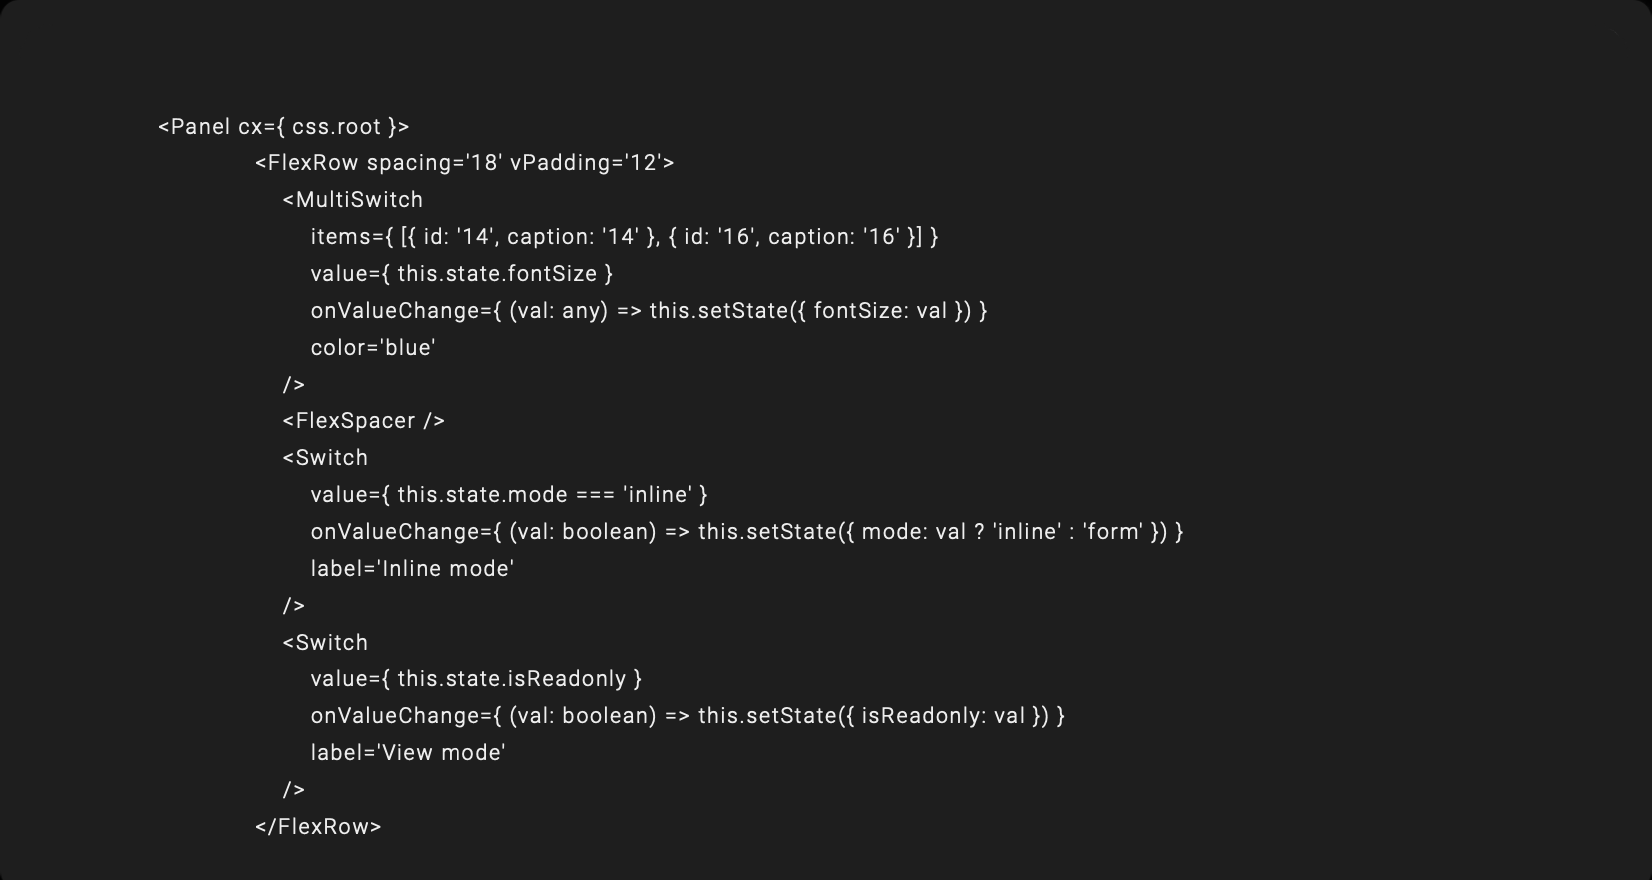 <Panel cx={ css.root }>
<FlexRow spacing='18' vPadding='12'>
<MultiSwitch
items={ [{ id: '14', caption: '14' }, { id: '16', caption: '16' }] }
value={ this.state.fontSize }
onValueChange={ (val: any) => this.setState({ fontSize: val }) }
color='blue'
/>
<FlexSpacer />
<Switch
value={ this.state.mode === 'inline' }
onValueChange={ (val: boolean) => this.setState({ mode: val ? 'inline' : 'form' }) }
label='Inline mode'
/>
<Switch
value={ this.state.isReadonly }
onValueChange={ (val: boolean) => this.setState({ isReadonly: val }) }
label='View mode'
/>
</FlexRow>